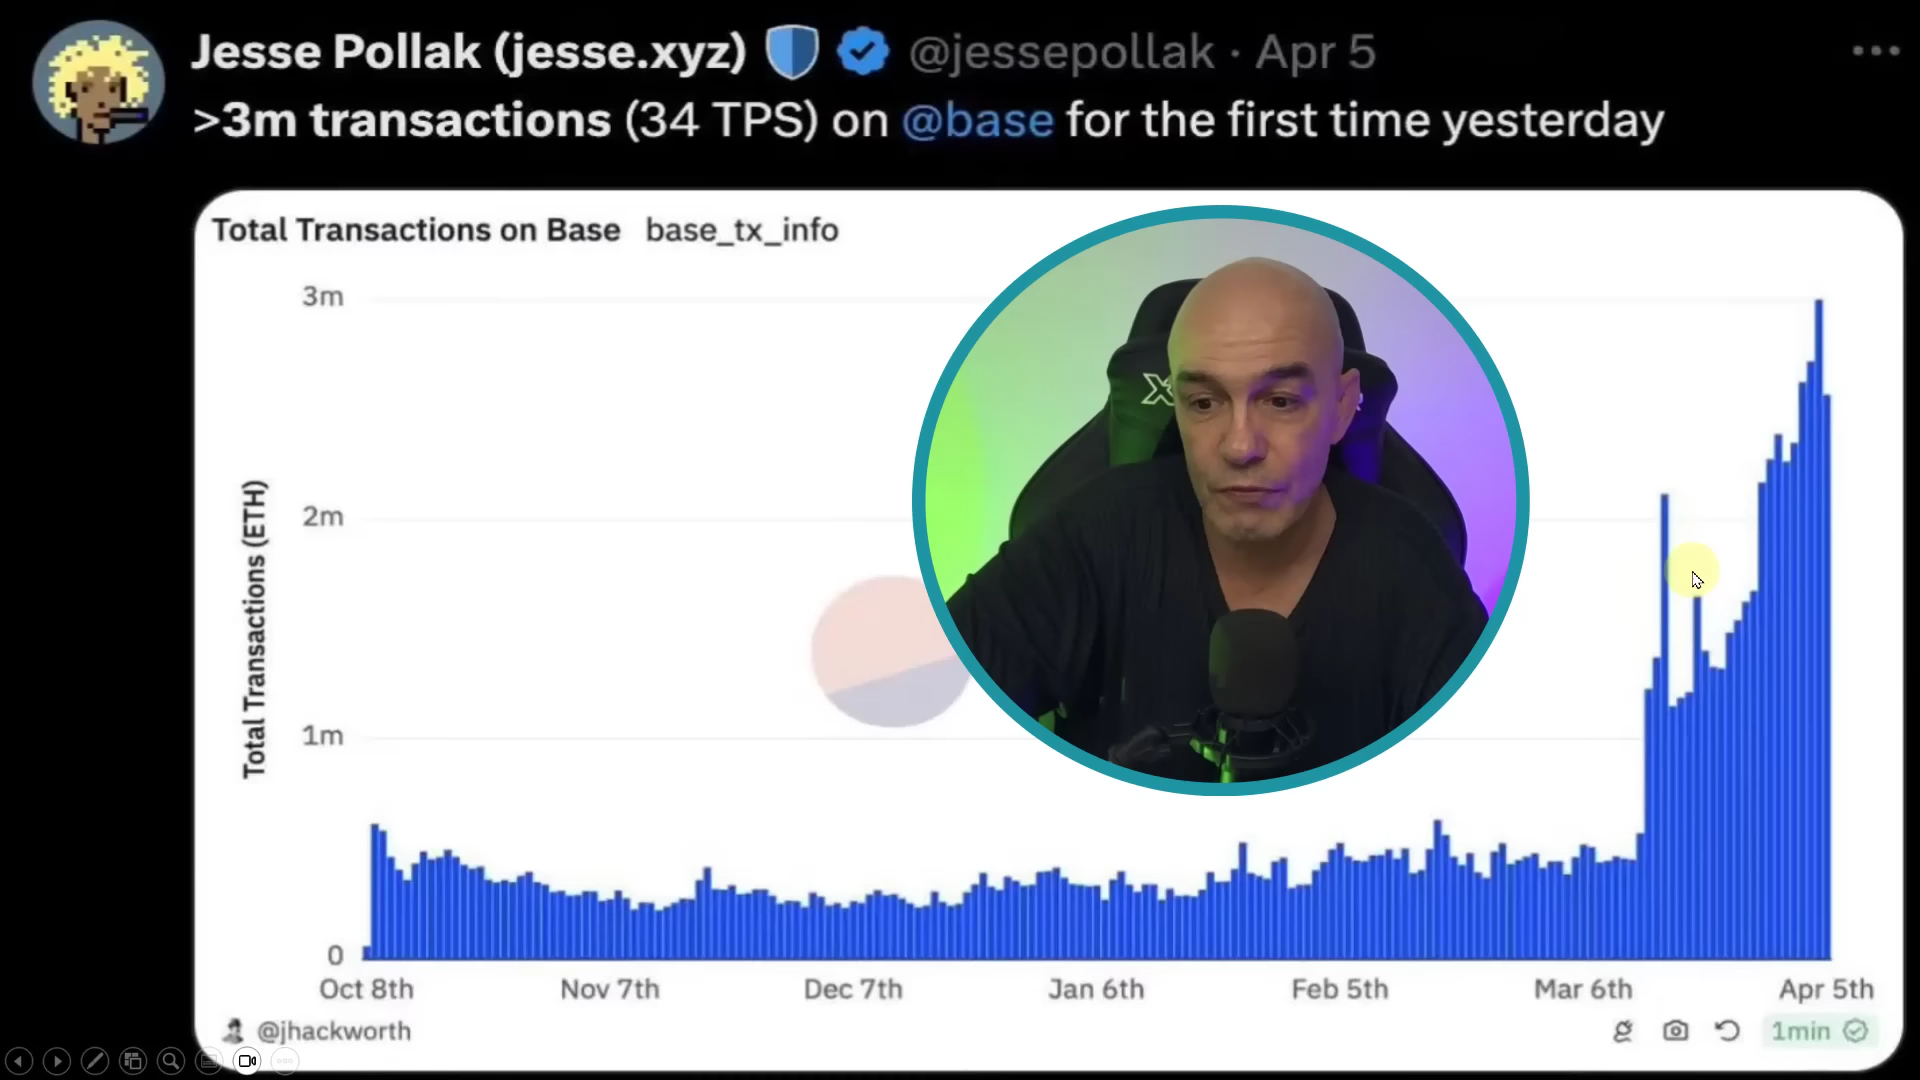 Jesse Pollak (jesse.xyz) @jessepollak · Apr 5
>3m transactions (34 TPS) on @base for the first time yesterday
Total Transactions on Base base_tx_info
3m
2m
1m
0
Total Transactions (ETH)
X
Oct 8th Nov 7th Dec 7th Jan 6th Feb 5th Mar 6th Apr 5th
@jhackworth
1min